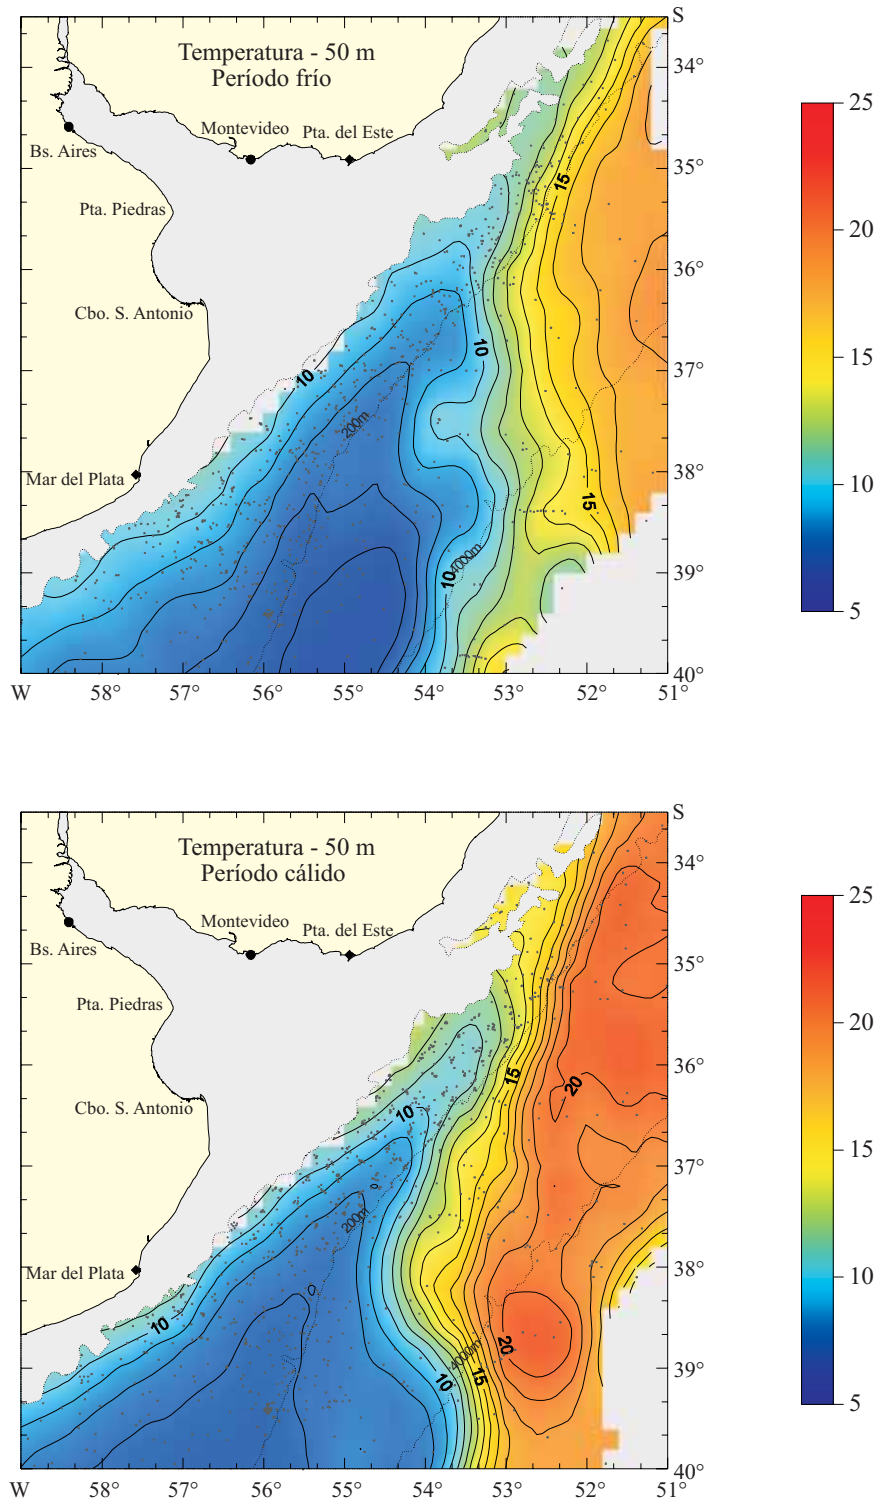 S
Temperatura - 50 m
Período frío
34°
25
Montevideo
Pta. del Este
Bs. Aires
35°
15
Pta. Piedras
20
36°
Cbo. S. Antonio
10
10
37°
15
200m
Mar del Plata
38°
15
10
4000m
10
39°
5
40°
W
58°
57°
56°
55°
54°
53°
52°
51°
S
Temperatura - 50 m
Período cálido
34°
25
Montevideo
Pta. del Este
Bs. Aires
35°
Pta. Piedras
20
36°
15
20
Cbo. S. Antonio
10
37°
15
200m
Mar del Plata
38°
10
10
20
4000m
39°
10
15
5
40°
W
58°
57°
56°
55°
54°
53°
52°
51°